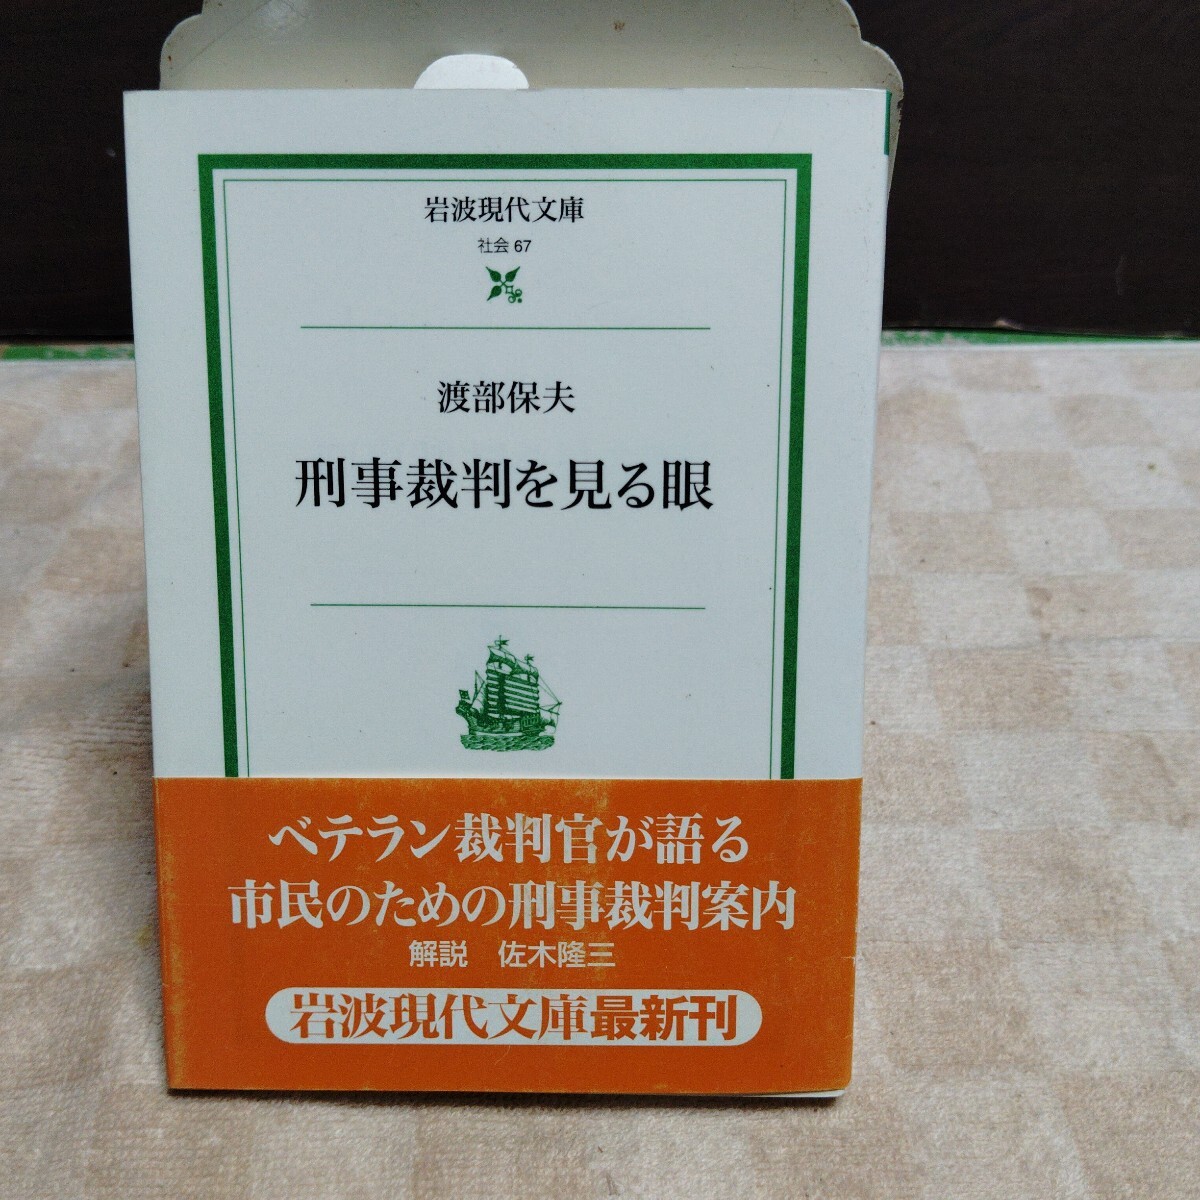 岩波現代文庫
社会 67
渡部保夫
刑事裁判を見る眼
ベテラン裁判官が語る
市民のための刑事裁判案内
解説 佐木隆三
岩波現代文庫最新刊